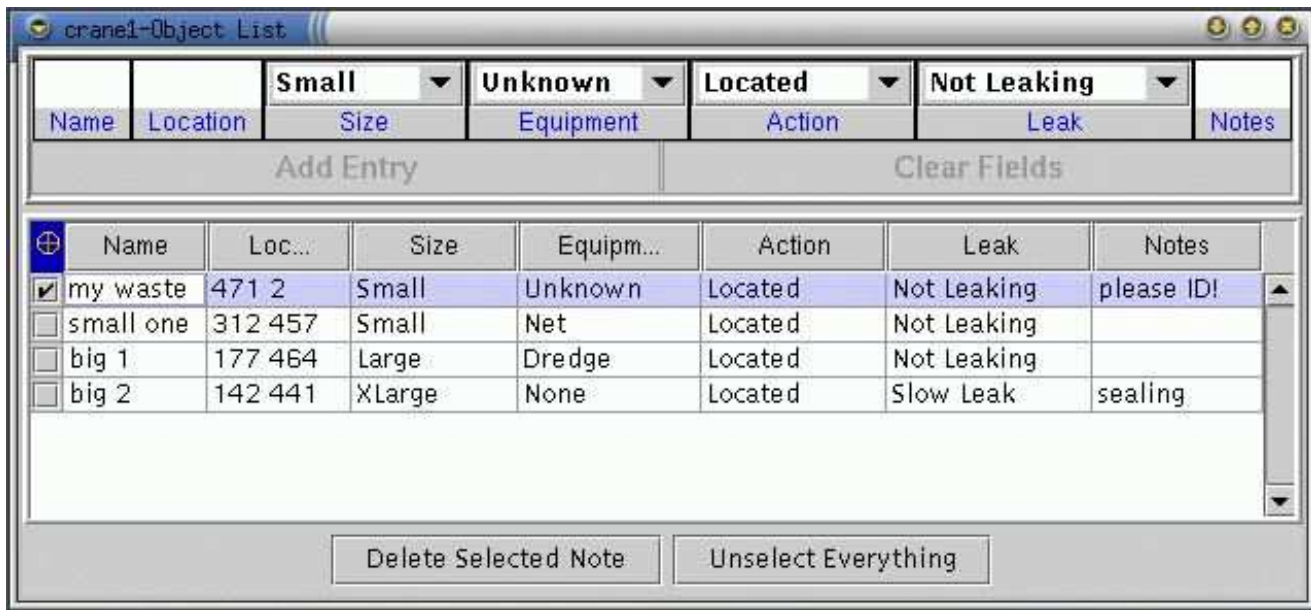 crane1-Object List
Small Unknown Located Not Leaking
Name Location Size Equipment Action Leak Notes
Add Entry Clear Fields
Name Loc... Size Equipm... Action Leak Notes
my waste 471 2 Small Unknown Located Not Leaking please ID!
small one 312 457 Small Net Located Not Leaking
big 1 177 464 Large Dredge Located Not Leaking
big 2 142 441 XLarge None Located Slow Leak sealing
Delete Selected Note Unselect Everything